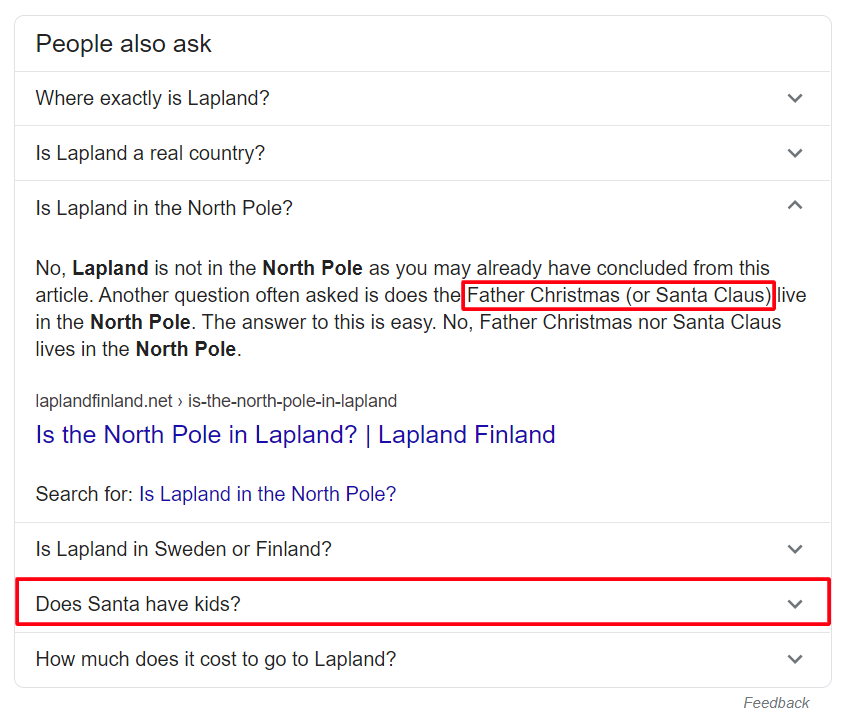 People also ask
Where exactly is Lapland?
Is Lapland a real country?
Is Lapland in the North Pole?
No, Lapland is not in the North Pole as you may already have concluded from this
article. Another question often asked is does the Father Christmas (or Santa Claus) live
in the North Pole. The answer to this is easy. No, Father Christmas nor Santa Claus
lives in the North Pole.
laplandfinland.net › is-the-north-pole-in-lapland
Is the North Pole in Lapland? | Lapland Finland
Search for: Is Lapland in the North Pole?
Is Lapland in Sweden or Finland?
Does Santa have kids?
How much does it cost to go to Lapland?
Feedback